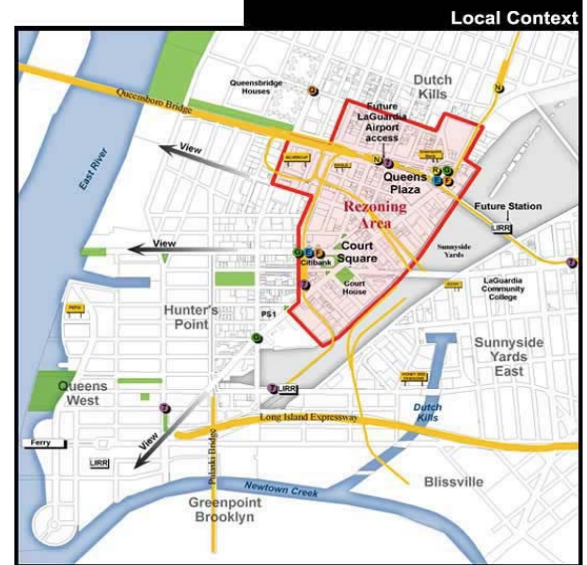 Local Context
Queensbridge
Houses
Dutch
Kills
Queensboro Bridge
Future
LaGuardia
Airport
access
East River
View
Queens
Plaza
Rezoning
Area
Future Station
LIRR
View
Citibank
Court
Square
Sunnyside
Yards
Court
House
LaGuardia
Community
College
Hunter's
Point
PS1
Sunnyside
Yards
East
Queens
West
LIRR
Dutch
Kills
Long Island Expressway
View
Ferry
LIRR
Pulaski Bridge
Blissville
Newtown Creek
Greenpoint
Brooklyn